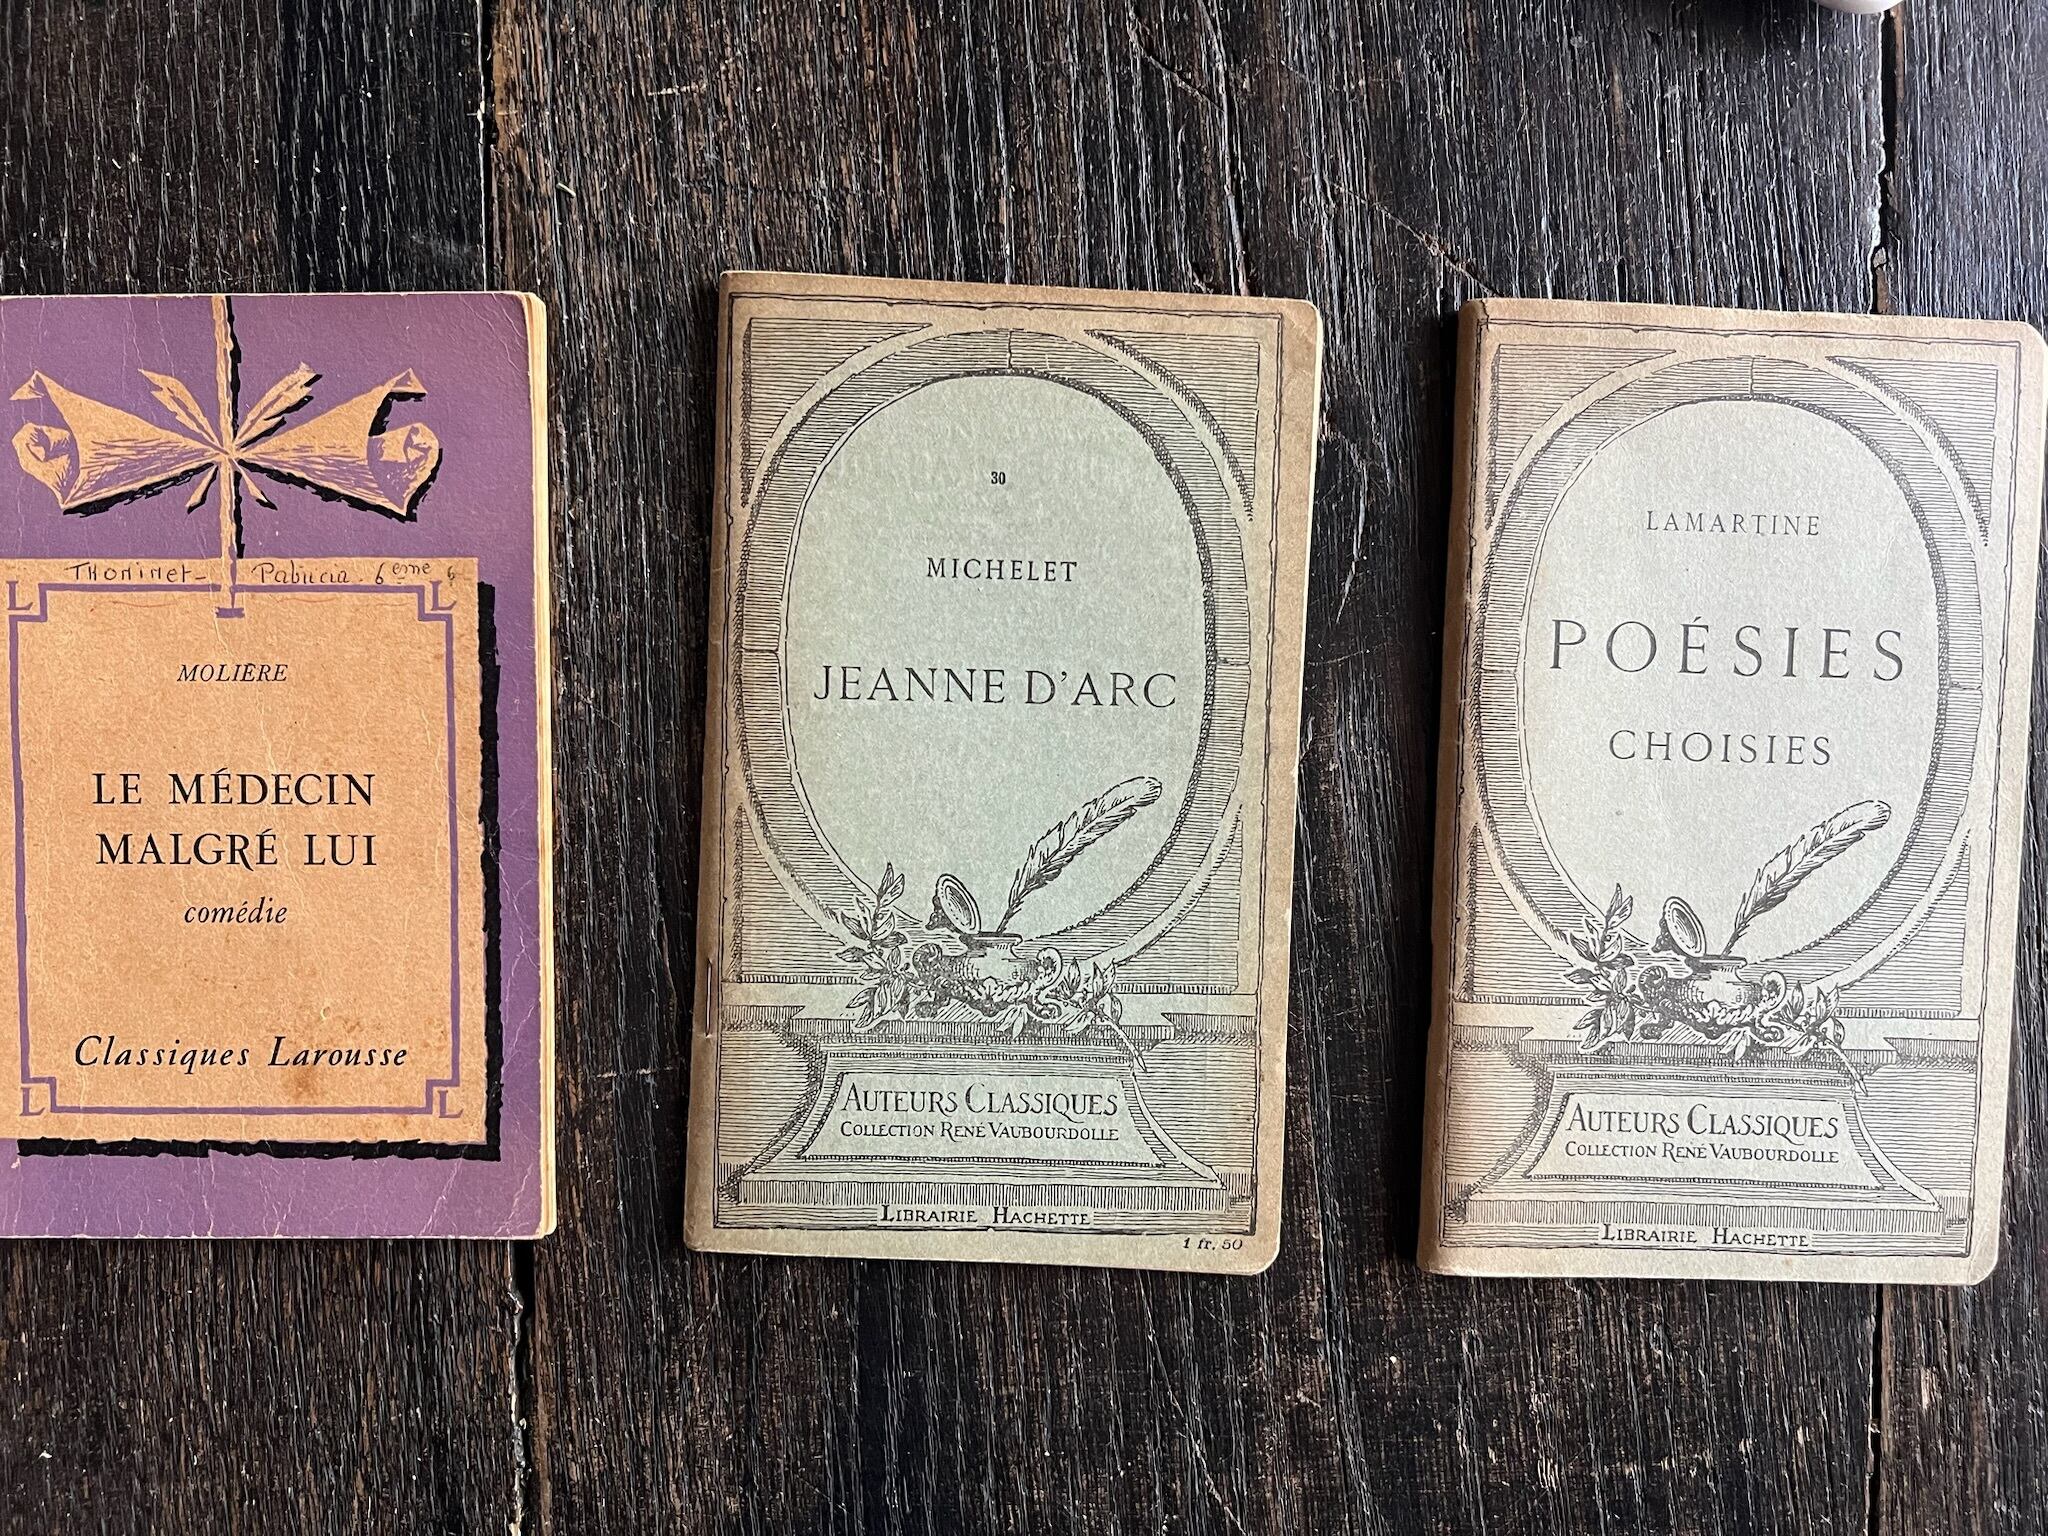 Thominet - Patricia. 6ème 6
L L
MOLIÈRE
LE MÉDECIN
MALGRÉ LUI
comédie
Classiques Larousse
L L
30
MICHELET
JEANNE D'ARC
AUTEURS CLASSIQUES
COLLECTION RENÉ VAUBOURDOLLE
LIBRAIRIE HACHETTE
1 fr. 50
LAMARTINE
POÉSIES
CHOISIES
AUTEURS CLASSIQUES
COLLECTION RENÉ VAUBOURDOLLE
LIBRAIRIE HACHETTE